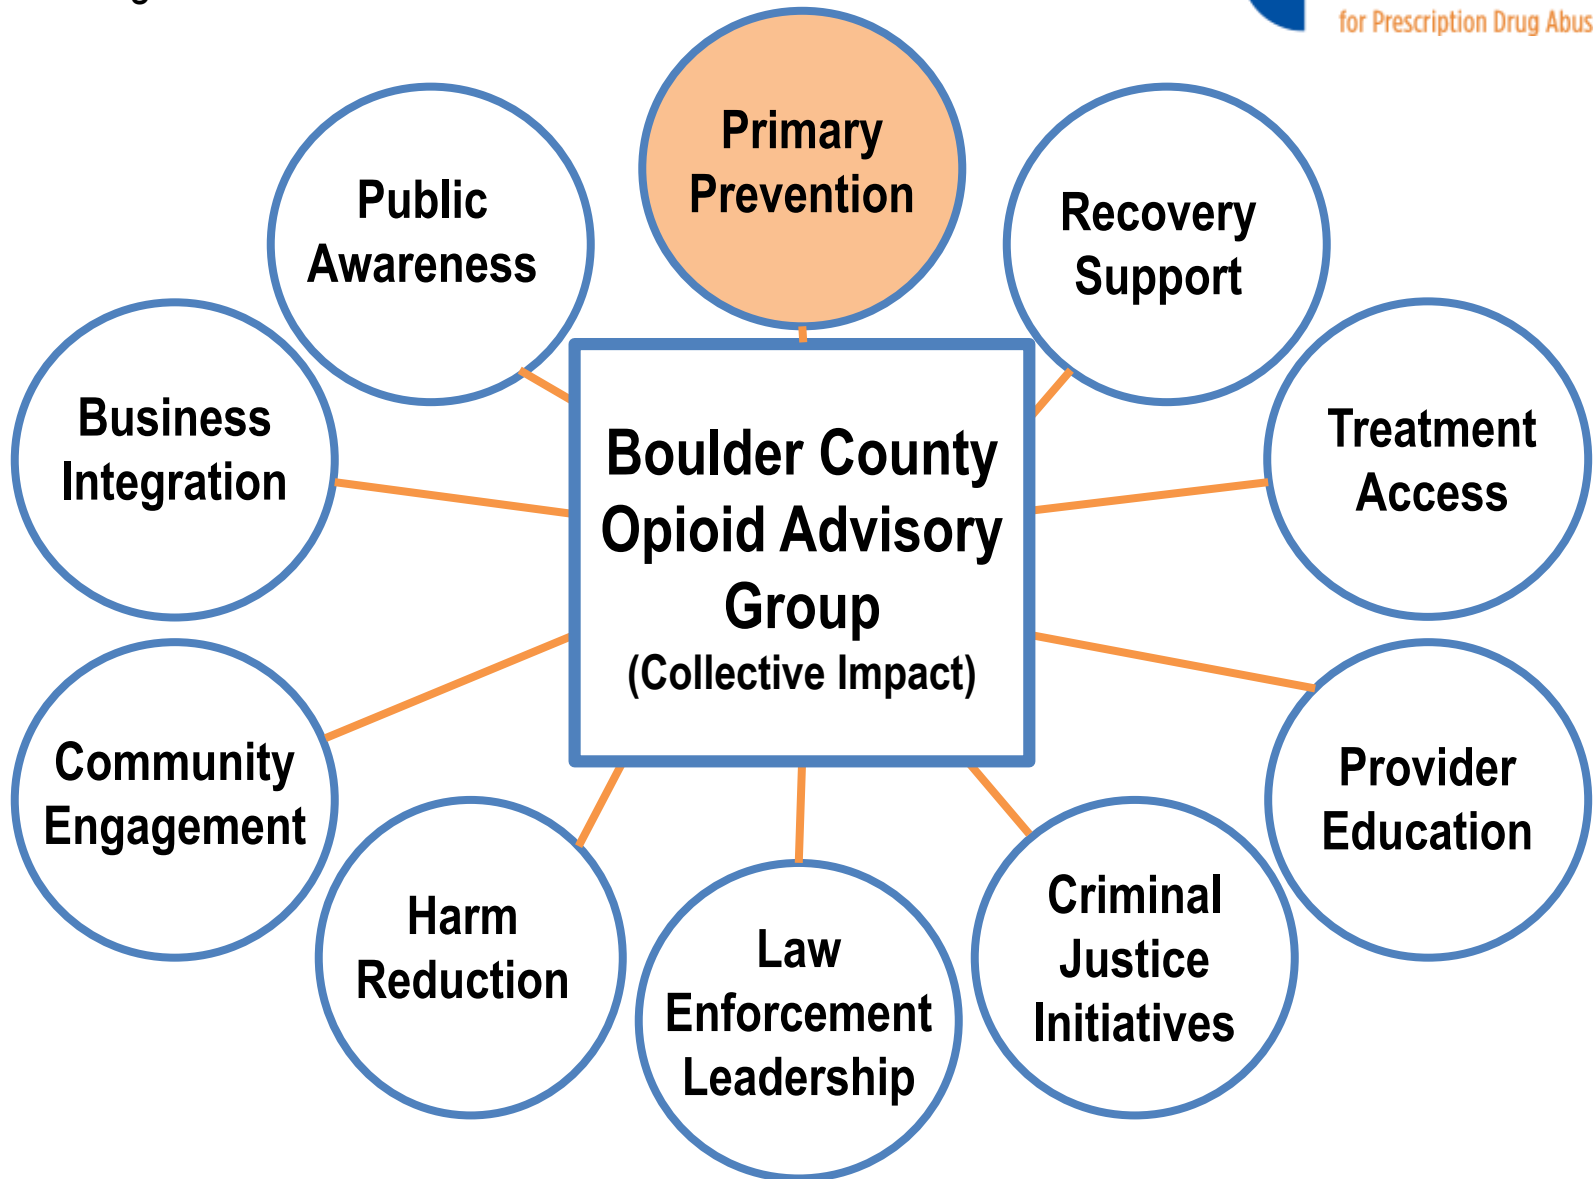 for Prescription Drug Abus
Primary
Prevention
Public
Awareness
Recovery
Support
Business
Integration
Treatment
Access
Boulder County
Opioid Advisory
Group
(Collective Impact)
Community
Engagement
Provider
Education
Harm
Reduction
Law
Enforcement
Leadership
Criminal
Justice
Initiatives